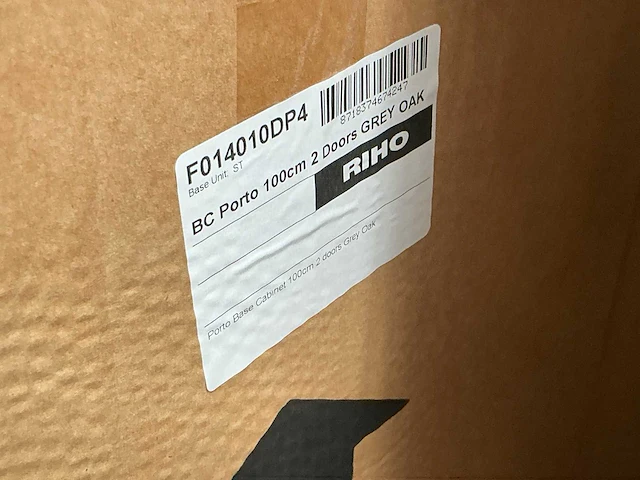 F014010DP4
8718374674247
Base Unit: ST
BC Porto 100cm 2 Doors GREY OAK
RIHO
Porto Base Cabinet 100cm 2 doors Grey Oak